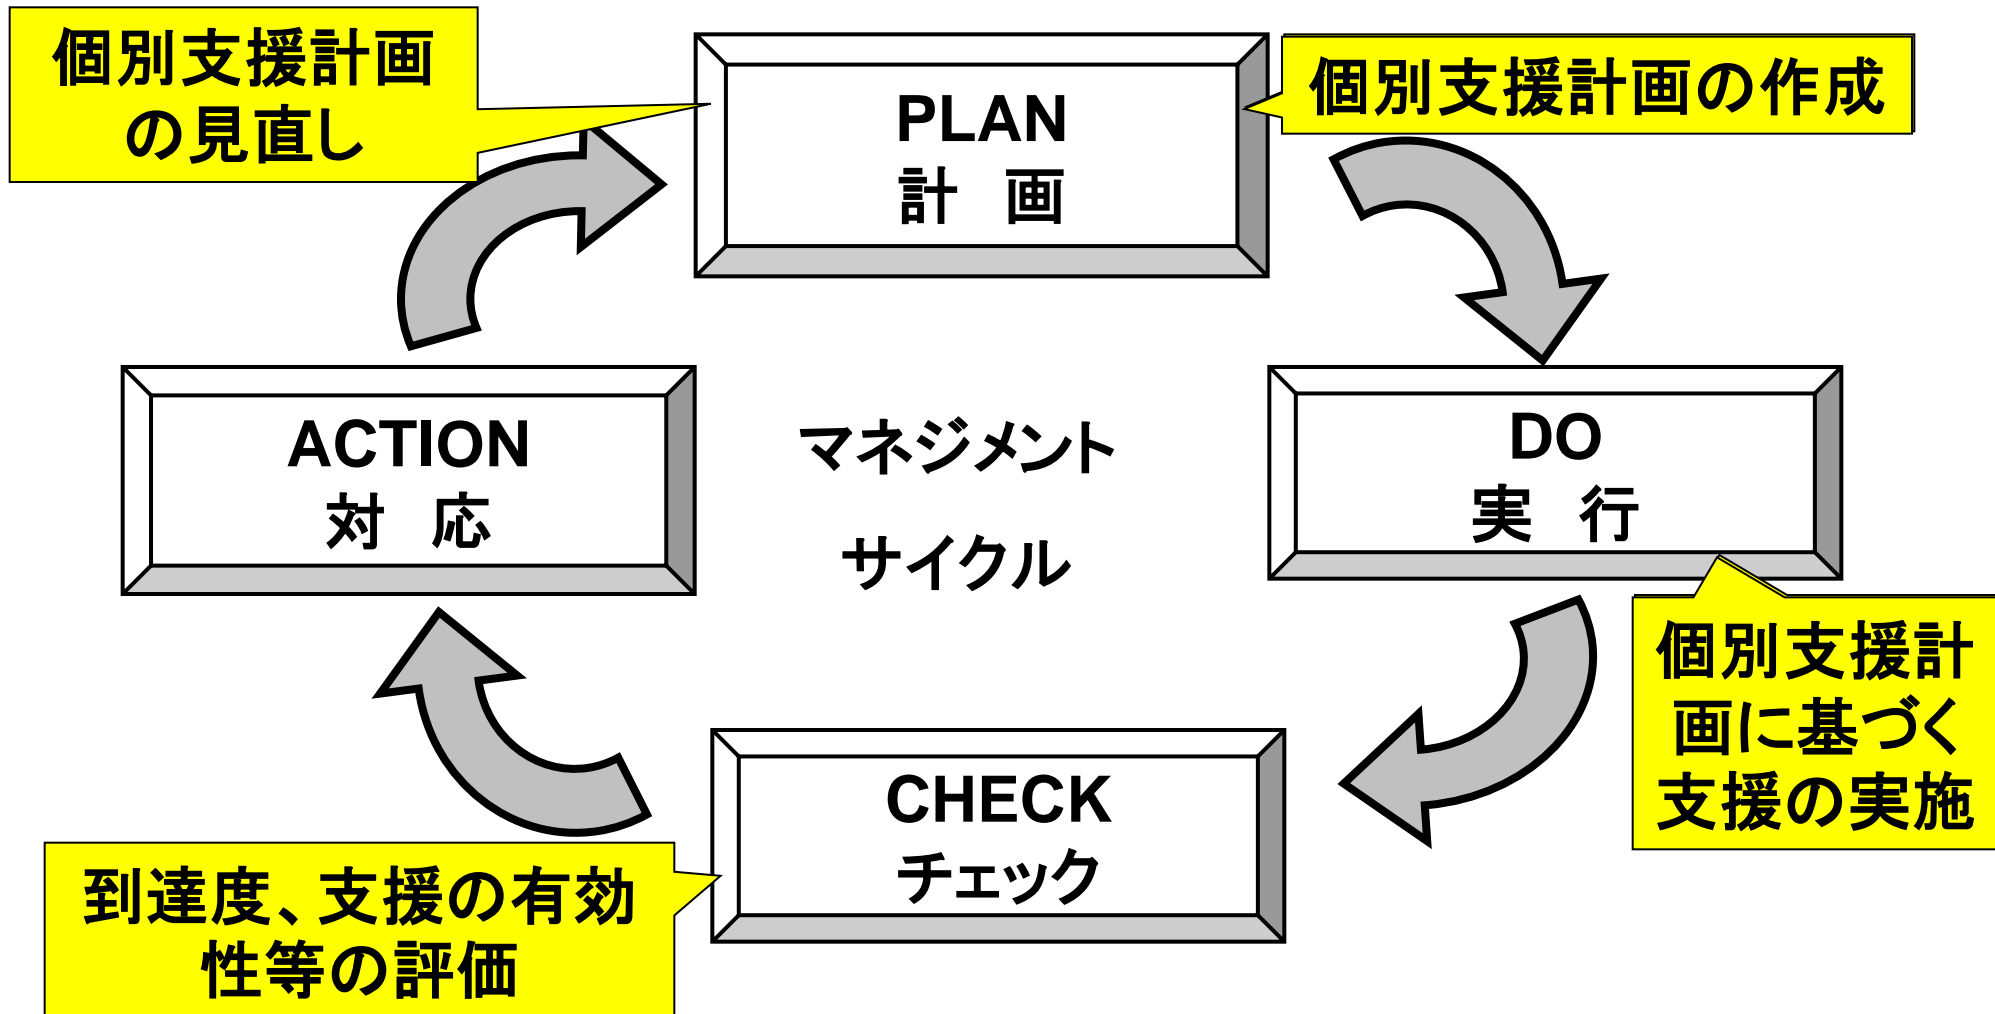 個別支援計画
の見直し
PLAN
計　画
個別支援計画の作成
ACTION
対　応
マネジメント
サイクル
DO
実　行
個別支援計
画に基づく
支援の実施
CHECK
チェック
到達度、支援の有効
性等の評価